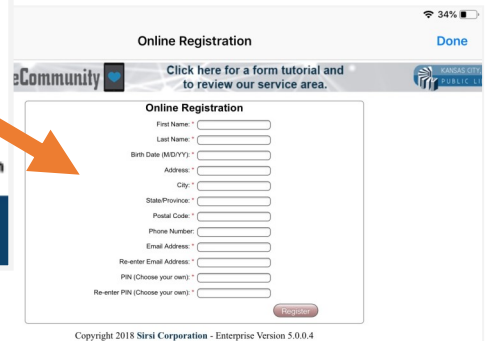 34%
Online Registration
Done
eCommunity
Click here for a form tutorial and
to review our service area.
KANSAS CITY,
PUBLIC LI
Online Registration
First Name: *
Last Name: *
Birth Date (M/D/YY): *
Address: *
City: *
State/Province: *
Postal Code: *
Phone Number:
Email Address: *
Re-enter Email Address: *
PIN (Choose your own): *
Re-enter PIN (Choose your own): *
Register
Copyright 2018 Sirsi Corporation - Enterprise Version 5.0.0.4